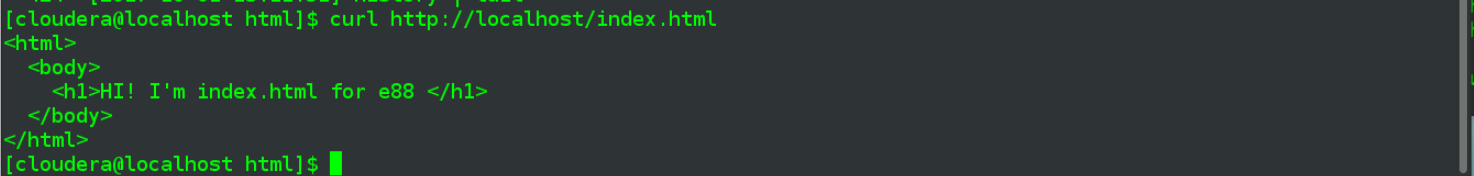 [cloudera@localhost html]$ curl http://localhost/index.html
<html>
  <body>
    <h1>HI! I'm index.html for e88 </h1>
  </body>
</html>
[cloudera@localhost html]$